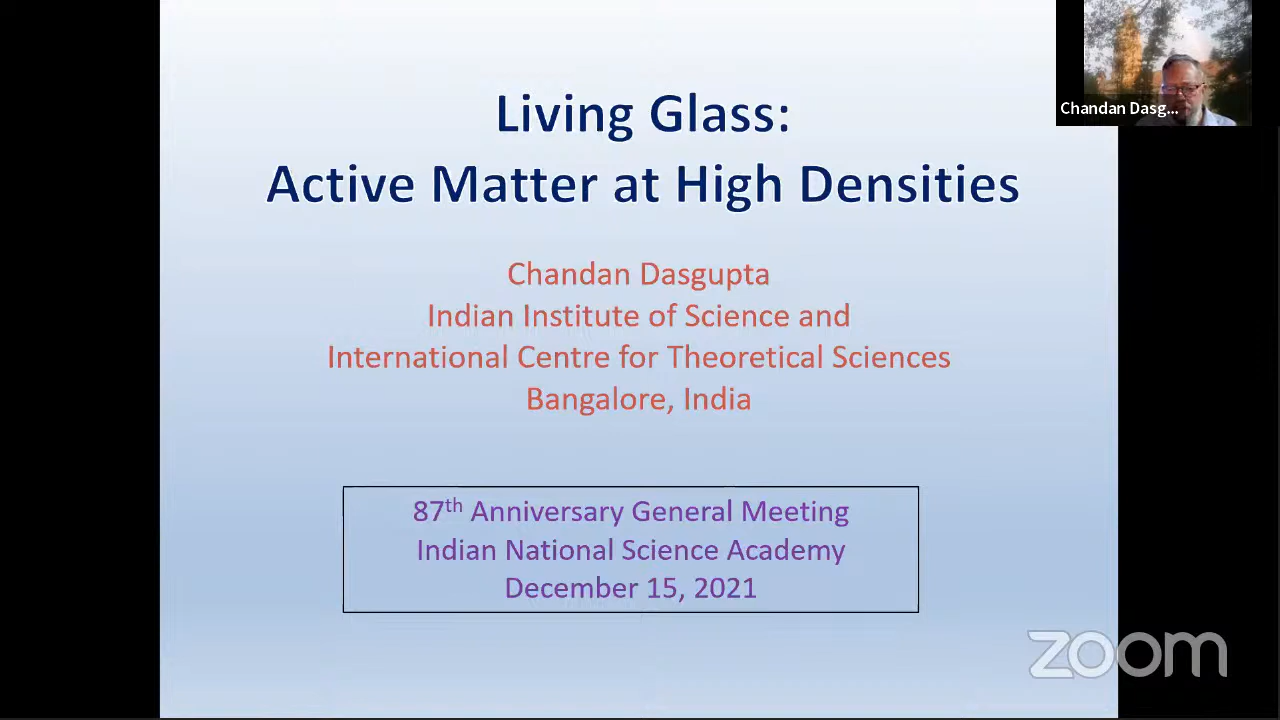 Living Glass:
Active Matter at High Densities
Chandan Dasg...
Chandan Dasgupta
Indian Institute of Science and
International Centre for Theoretical Sciences
Bangalore, India
87th Anniversary General Meeting
Indian National Science Academy
December 15, 2021
zoom